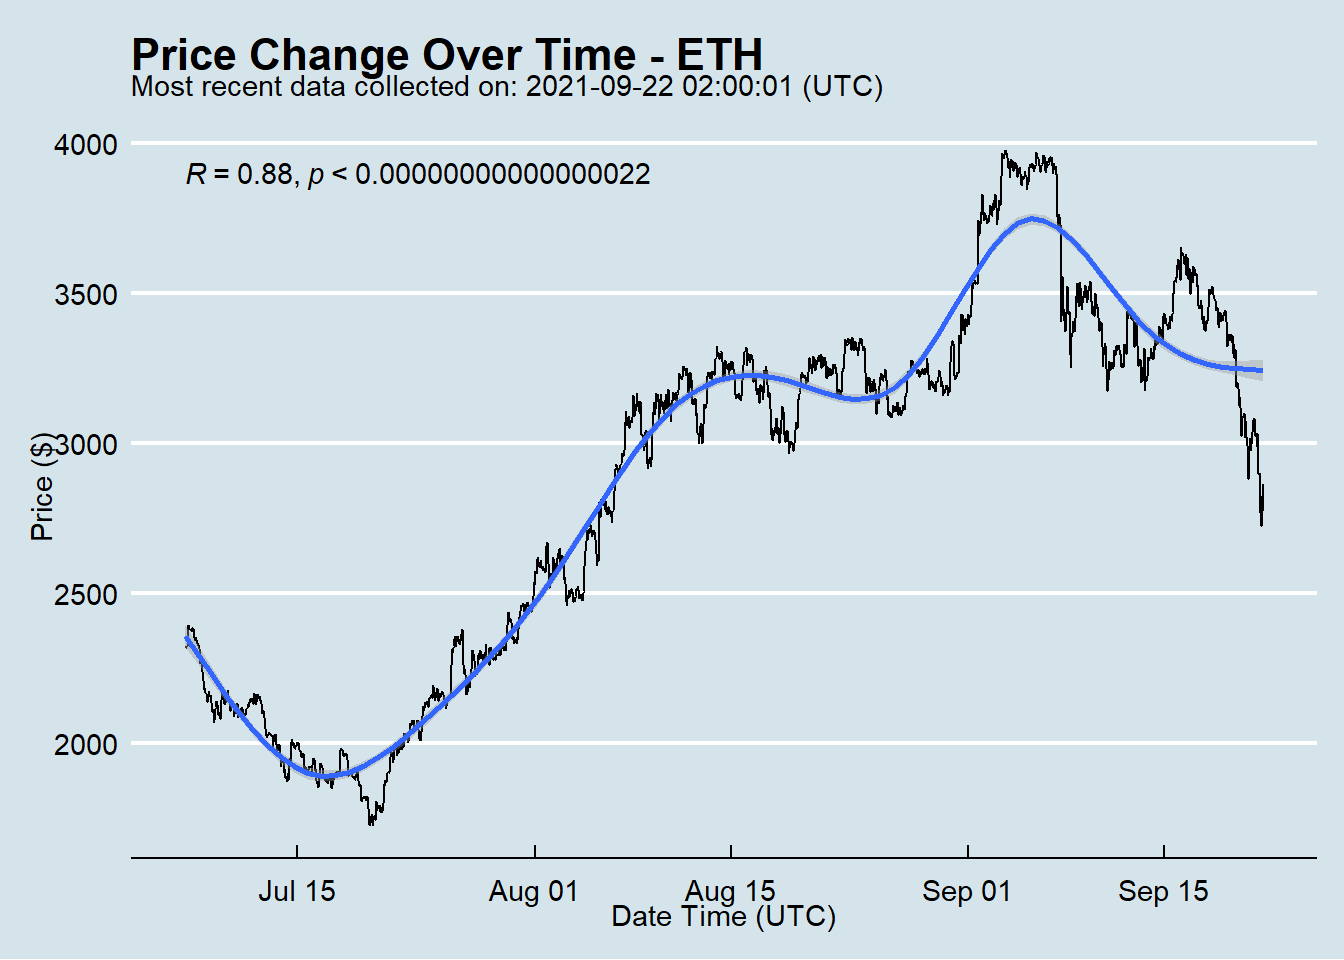 Price Change Over Time - ETH
Most recent data collected on: 2021-09-22 02:00:01 (UTC)
R = 0.88, p < 0.00000000000000022
4000
3500
3000
2500
2000
Price ($)
Jul 15 Aug 01 Aug 15 Sep 01 Sep 15
Date Time (UTC)